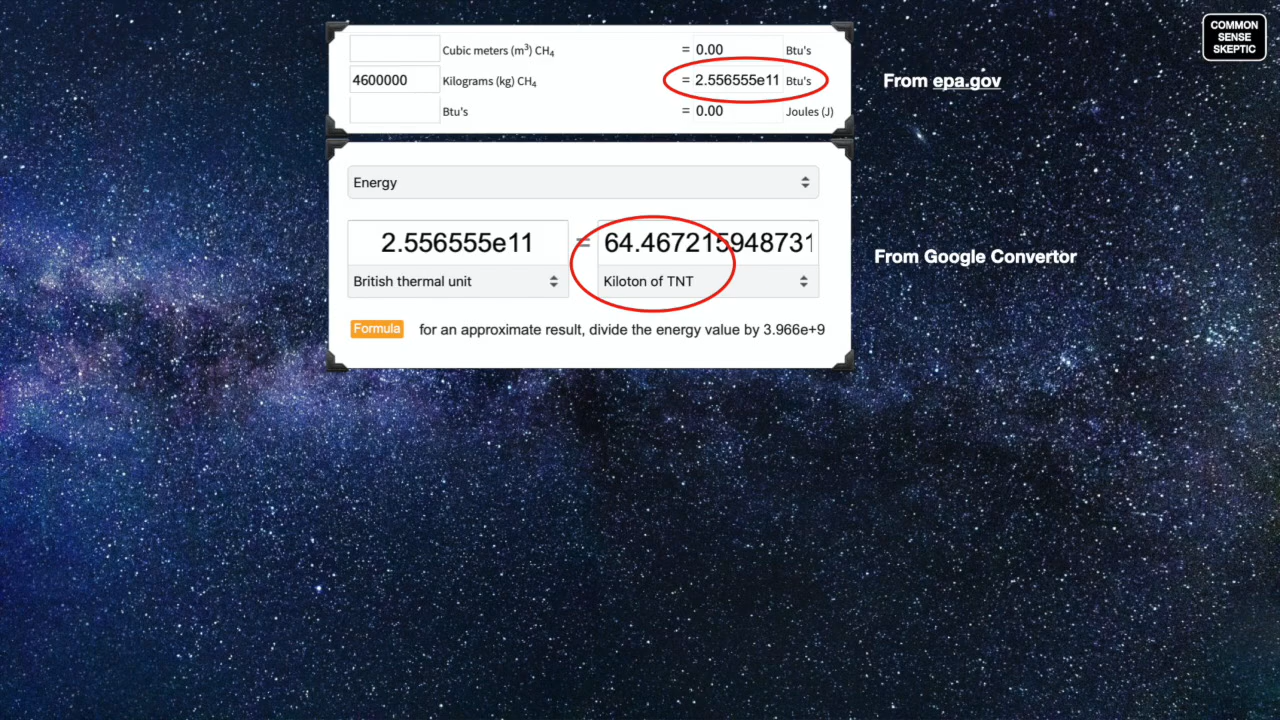 COMMON
SENSE
SKEPTIC
Cubic meters (m³) CH₄ = 0.00 Btu's
4600000 Kilograms (kg) CH₄ = 2.556555e11 Btu's
From epa.gov
Btu's = 0.00 Joules (J)
Energy
2.556555e11 = 64.467215948731
From Google Convertor
British thermal unit Kiloton of TNT
Formula for an approximate result, divide the energy value by 3.966e+9